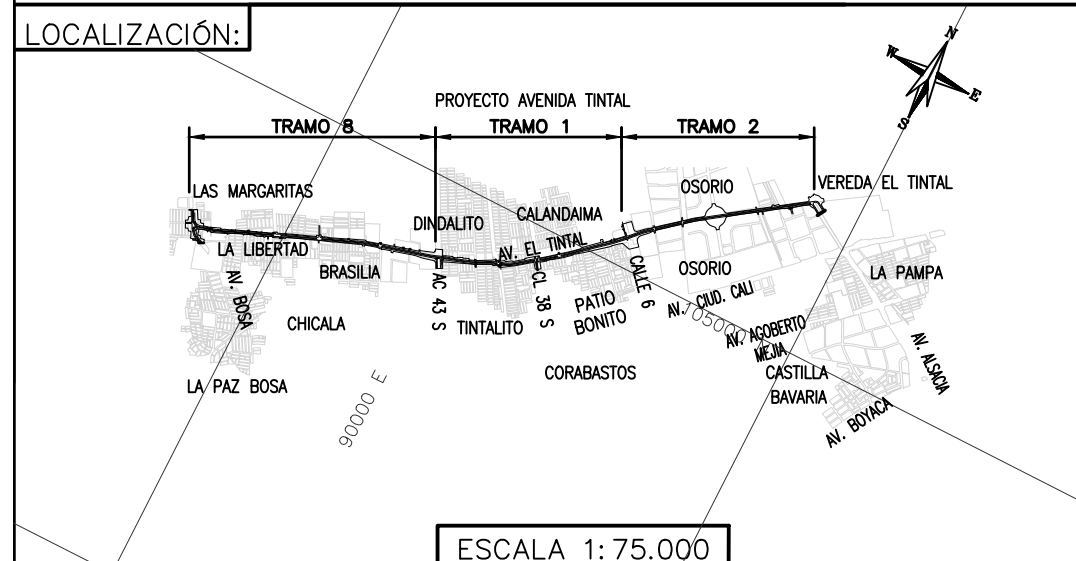 LOCALIZACIÓN:
N
W
E
S
PROYECTO AVENIDA TINTAL
TRAMO 8
TRAMO 1
TRAMO 2
LAS MARGARITAS
DINDALITO
CALANDAIMA
OSORIO
VEREDA EL TINTAL
LA LIBERTAD
AV. EL TINTAL
BRASILIA
OSORIO
LA PAMPA
AV. BOSA
AC 43 S
CL 38 S
CALLE 6
CHICALA
TINTALITO
PATIO
BONITO
AV. CIUD. CALI
105000
AV. AGOBERTO
MEJIA
LA PAZ BOSA
CORABASTOS
CASTILLA
BAVARIA
AV. ALSACIA
90000 E
AV. BOYACA
ESCALA 1:75.000